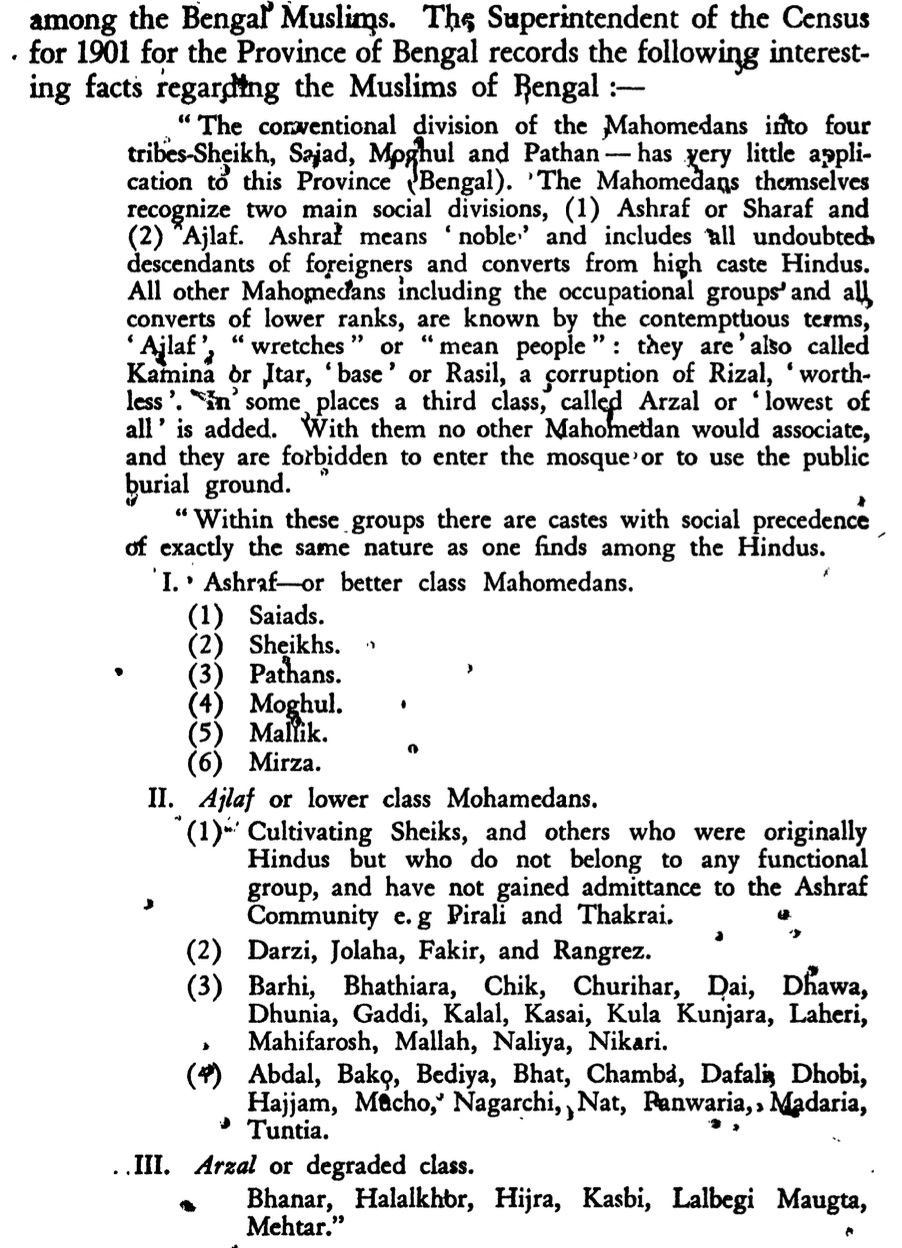 among the Bengal Muslims. The Superintendent of the Census
for 1901 for the Province of Bengal records the following interest-
ing facts regarding the Muslims of Bengal :—
“ The conventional division of the Mahomedans into four
tribes-Sheikh, Saiad, Moghul and Pathan — has very little appli-
cation to this Province (Bengal). The Mahomedans themselves
recognize two main social divisions, (1) Ashraf or Sharaf and
(2) Ajlaf. Ashraf means ‘ noble ’ and includes all undoubted
descendants of foreigners and converts from high caste Hindus.
All other Mahomedans including the occupational groups and all
converts of lower ranks, are known by the contemptuous terms,
‘ Ajlaf ’, “ wretches ” or “ mean people ” : they are also called
Kamina or Itar, ‘ base ’ or Rasil, a corruption of Rizal, ‘ worth-
less ’. In some places a third class, called Arzal or ‘ lowest of
all ’ is added. With them no other Mahomedan would associate,
and they are forbidden to enter the mosque or to use the public
burial ground.
“ Within these groups there are castes with social precedence
of exactly the same nature as one finds among the Hindus.
I. Ashraf—or better class Mahomedans.
(1) Saiads.
(2) Sheikhs.
(3) Pathans.
(4) Moghul.
(5) Mallik.
(6) Mirza.
II. Ajlaf or lower class Mohamedans.
(1) Cultivating Sheiks, and others who were originally
Hindus but who do not belong to any functional
group, and have not gained admittance to the Ashraf
Community e. g Pirali and Thakrai.
(2) Darzi, Jolaha, Fakir, and Rangrez.
(3) Barhi, Bhathiara, Chik, Churihar, Dai, Dhawa,
Dhunia, Gaddi, Kalal, Kasai, Kula Kunjara, Laheri,
Mahifarosh, Mallah, Naliya, Nikari.
(4) Abdal, Bako, Bediya, Bhat, Chamba, Dafali, Dhobi,
Hajjam, Mucho, Nagarchi, Nat, Panwaria, Madaria,
Tuntia.
III. Arzal or degraded class.
Bhanar, Halalkhor, Hijra, Kasbi, Lalbegi Maugta,
Mehtar.”